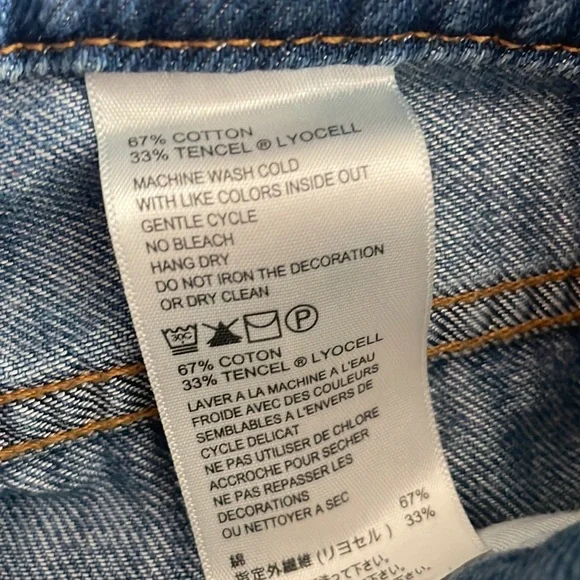 67% COTTON
33% TENCEL ® LYOCELL
MACHINE WASH COLD
WITH LIKE COLORS INSIDE OUT
GENTLE CYCLE
NO BLEACH
HANG DRY
DO NOT IRON THE DECORATION
OR DRY CLEAN
30C P
67% COTON
33% TENCEL ® LYOCELL
LAVER A LA MACHINE A L'EAU
FROIDE AVEC DES COULEURS
SEMBLABLES A L'ENVERS DE
CYCLE DELICAT
NE PAS UTILISER DE CHLORE
ACCROCHE POUR SECHER
NE PAS REPASSER LES
DECORATIONS
OU NETTOYER A SEC
綿 67%
指定外繊維 (リヨセル) 33%